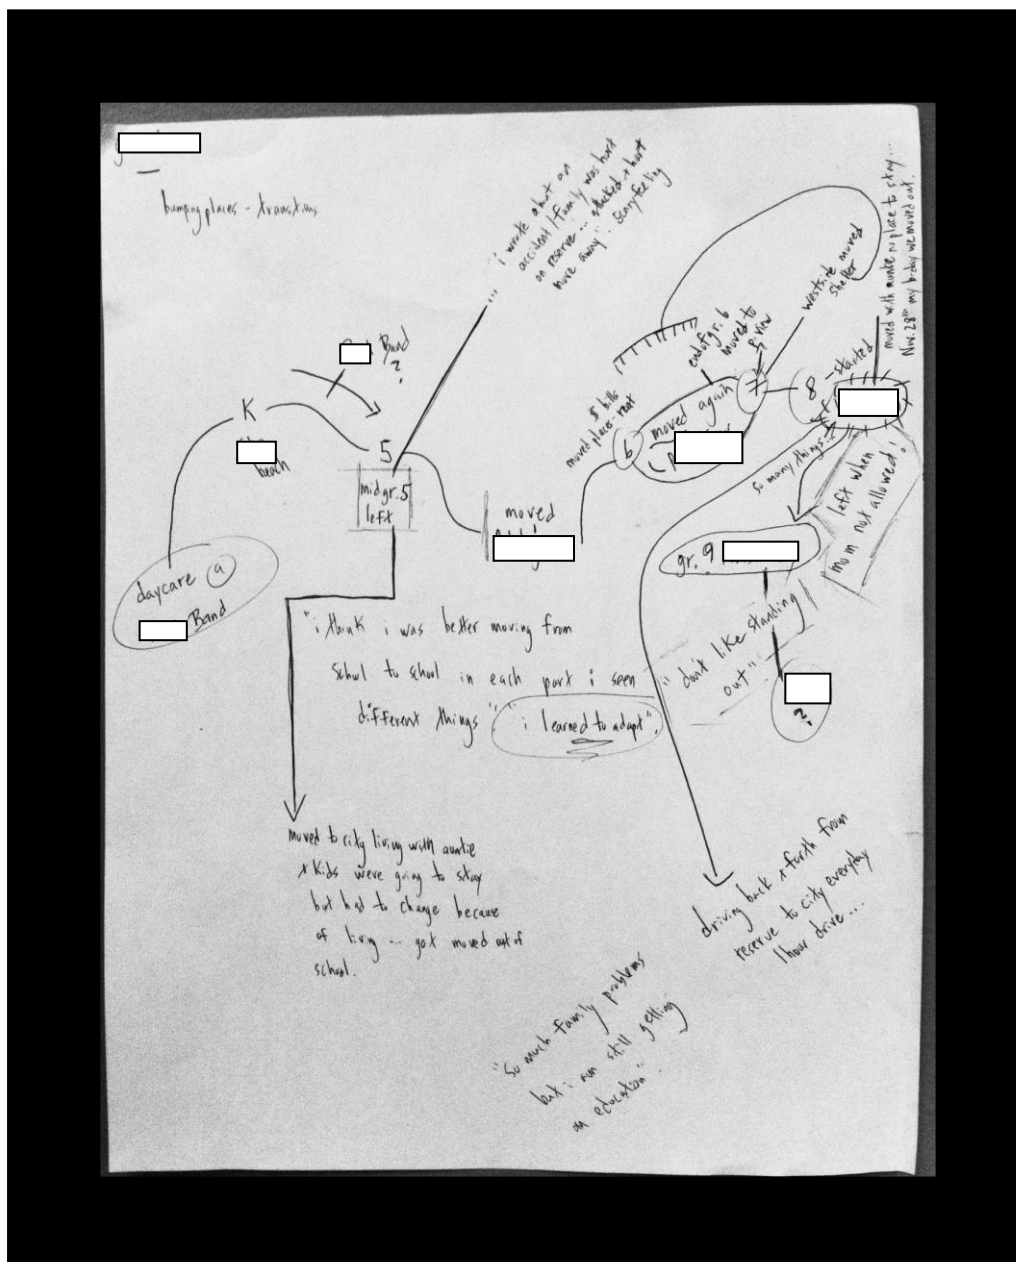 bumping places - transitions
"i wrote about an
accident / family was hurt
on reserve... attacked & hurt
move away". scary feeling
moved with auntie no place to stay...
Nov. 28th my b-day we moved out.
westside moved
shelter
end of gr. 6
moved to
view
Band
?
K
beach
5
mid gr. 5
left
moved
$ bills
moved place - rent
6
moved again
7
8 - started
so many things...
left when
mom not allowed"
gr. 9
"don't like standing
out"
?
daycare @
Band
"i think i was better moving from
school to school in each part i seen
different things" "i learned to adapt".
moved to city living with auntie
& kids were going to stay
but had to change because
of living ... got moved out of
school.
driving back & forth from
reserve to city everyday
1 hour drive...
"so much family problems
but i am still getting
an education".